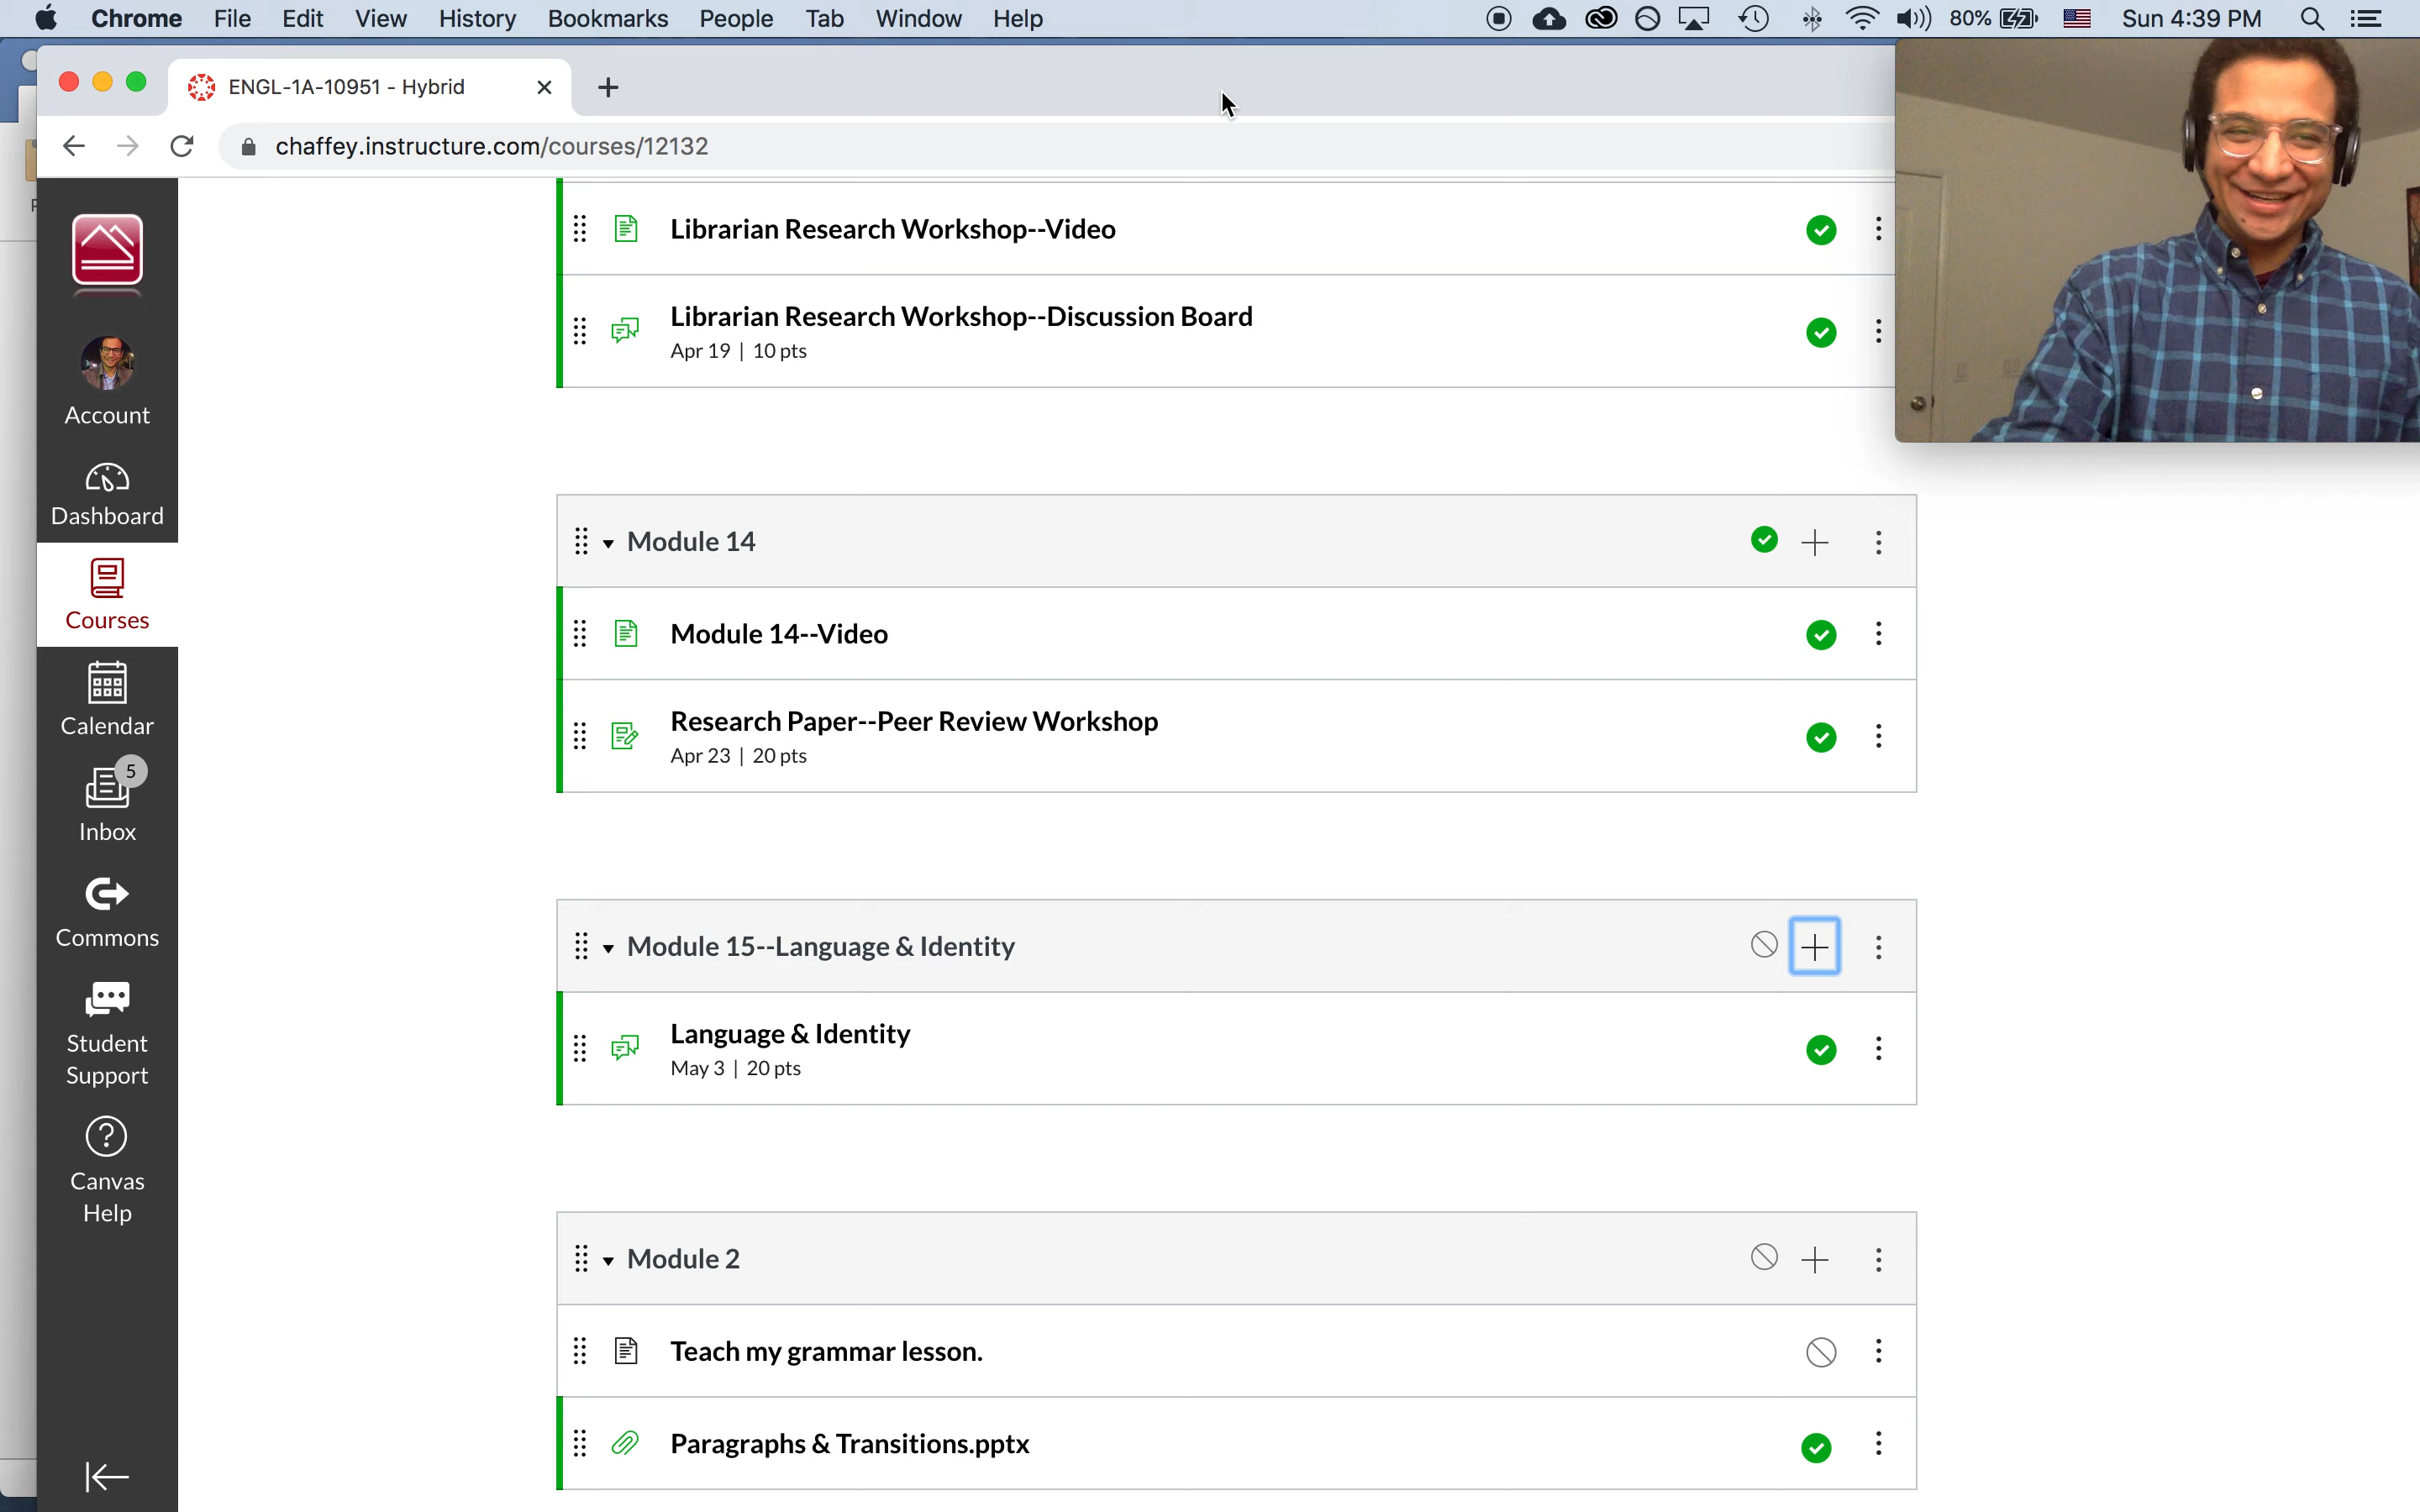 Chrome File Edit View History Bookmarks People Tab Window Help 80% Sun 4:39 PM
ENGL-1A-10951 - Hybrid
chaffey.instructure.com/courses/12132
Account
Dashboard
Courses
Calendar
5
Inbox
Commons
Student
Support
Canvas
Help
Librarian Research Workshop--Video
Librarian Research Workshop--Discussion Board
Apr 19 | 10 pts
Module 14
Module 14--Video
Research Paper--Peer Review Workshop
Apr 23 | 20 pts
Module 15--Language & Identity
Language & Identity
May 3 | 20 pts
Module 2
Teach my grammar lesson.
Paragraphs & Transitions.pptx